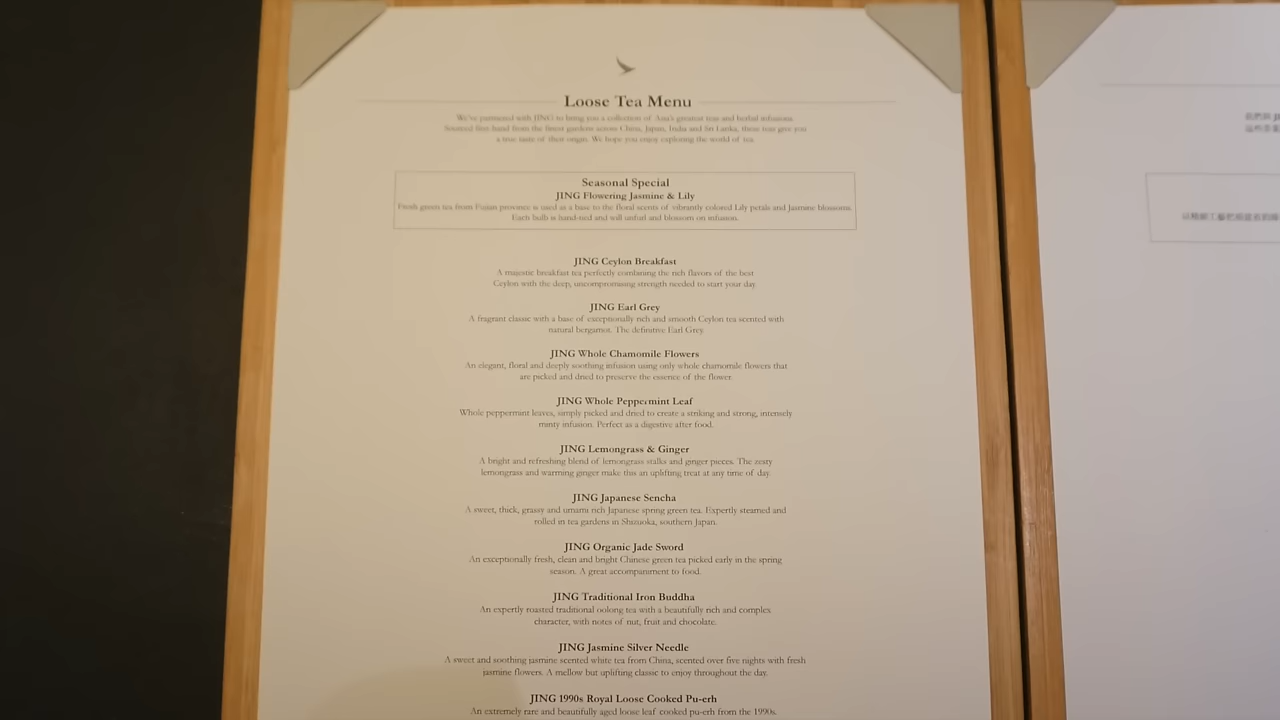 Loose Tea Menu
We've partnered with JING to bring you a collection of Asia's greatest teas and herbal infusions.
Sourced first-hand from the finest gardens across China, Japan, India and Sri Lanka, these teas give you
a true taste of their origin. We hope you enjoy exploring the world of tea.
Seasonal Special
JING Flowering Jasmine & Lily
Fresh green tea from Fujian province is used as a base to the floral scents of vibrantly colored Lily petals and Jasmine blossoms.
Each bulb is hand-tied and will unfurl and blossom on infusion.
JING Ceylon Breakfast
A majestic breakfast tea perfectly combining the rich flavors of the best
Ceylon with the deep, uncompromising strength needed to start your day.
JING Earl Grey
A fragrant classic with a base of exceptionally rich and smooth Ceylon tea scented with
natural bergamot. The definitive Earl Grey.
JING Whole Chamomile Flowers
An elegant, floral and deeply soothing infusion using only whole chamomile flowers that
are picked and dried to preserve the essence of the flower.
JING Whole Peppermint Leaf
Whole peppermint leaves, simply picked and dried to create a striking and strong, intensely
minty infusion. Perfect as a digestive after food.
JING Lemongrass & Ginger
A bright and refreshing blend of lemongrass stalks and ginger pieces. The zesty
lemongrass and warming ginger make this an uplifting treat at any time of day.
JING Japanese Sencha
A sweet, thick, grassy and umami rich Japanese spring green tea. Expertly steamed and
rolled in tea gardens in Shizuoka, southern Japan.
JING Organic Jade Sword
An exceptionally fresh, clean and bright Chinese green tea picked early in the spring
season. A great accompaniment to food.
JING Traditional Iron Buddha
An expertly roasted traditional oolong tea with a beautifully rich and complex
character, with notes of nut, fruit and chocolate.
JING Jasmine Silver Needle
A sweet and soothing jasmine scented white tea from China, scented over five nights with fresh
jasmine flowers. A mellow but uplifting classic to enjoy throughout the day.
JING 1990s Royal Loose Cooked Pu-erh
An extremely rare and beautifully aged loose leaf cooked pu-erh from the 1990s.